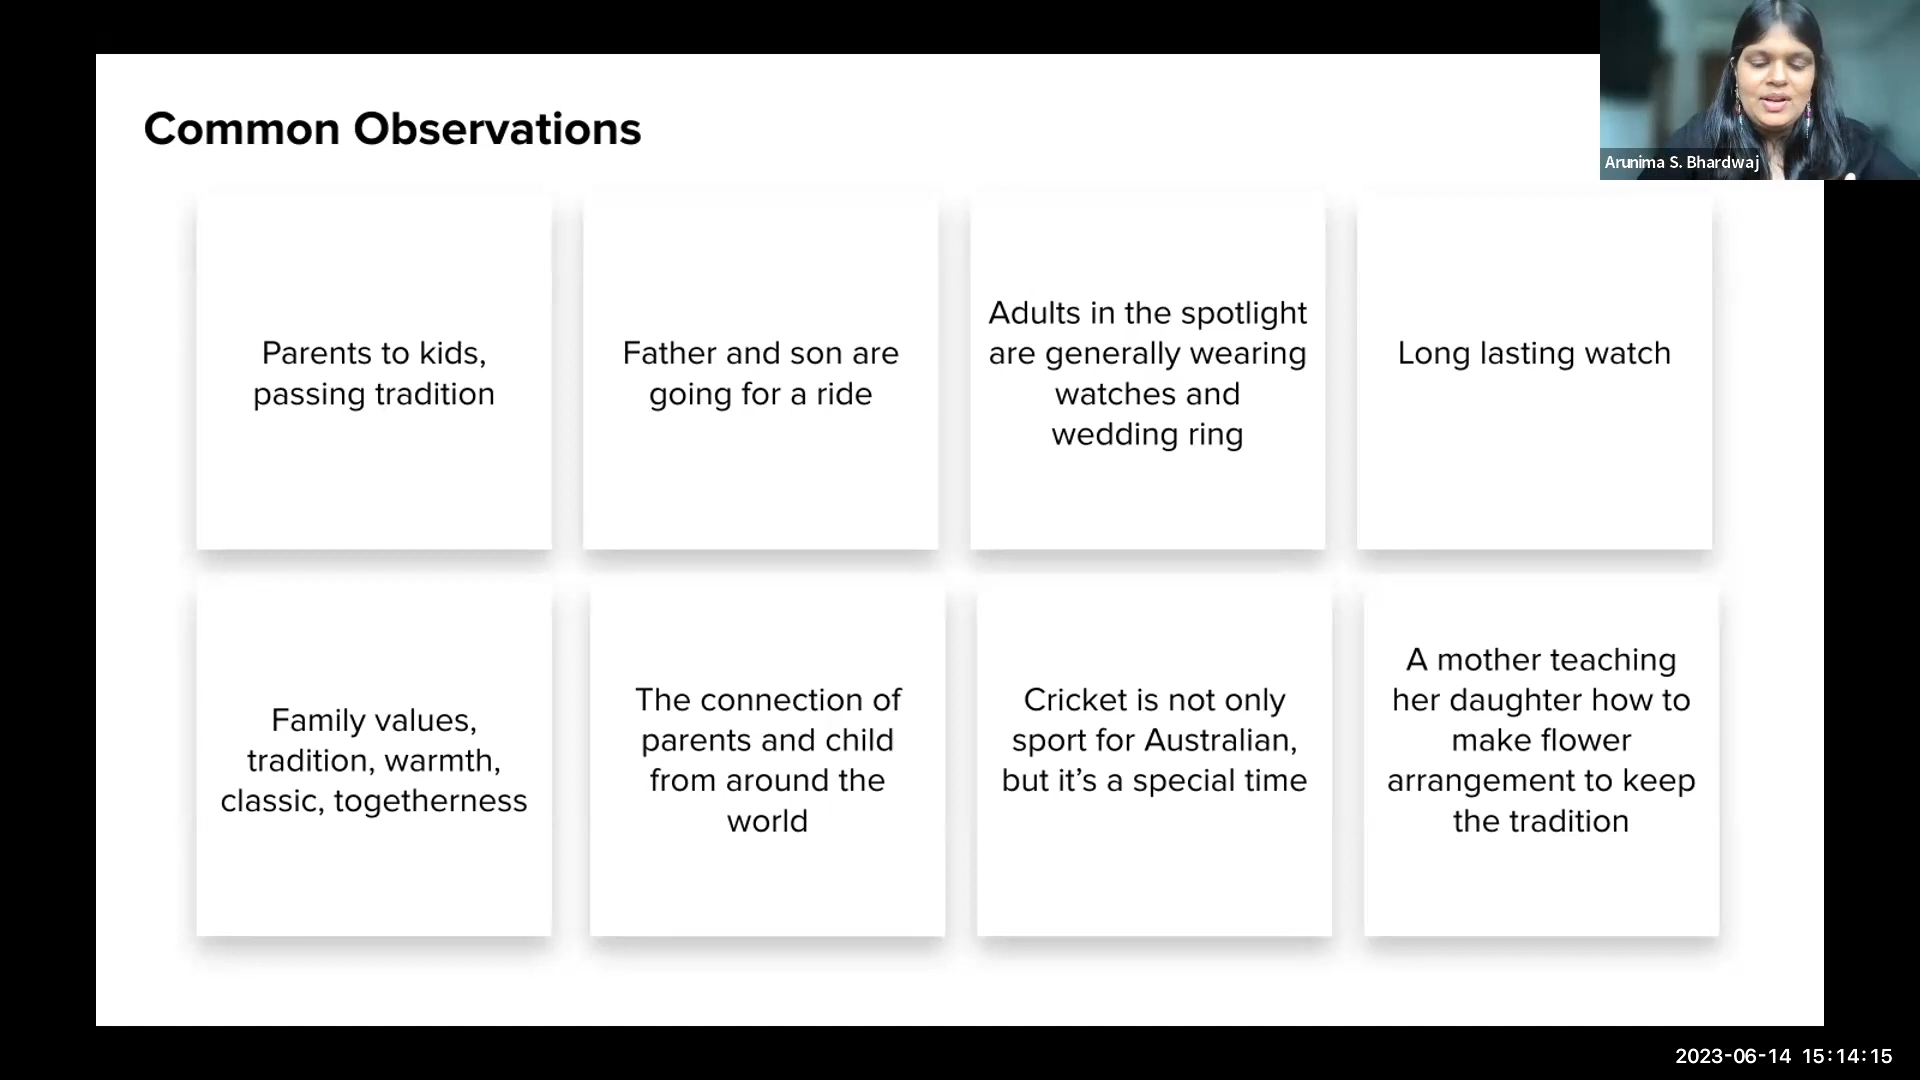 Common Observations
Arunima S. Bhardwaj
Parents to kids,
passing tradition
Father and son are
going for a ride
Adults in the spotlight
are generally wearing
watches and
wedding ring
Long lasting watch
Family values,
tradition, warmth,
classic, togetherness
The connection of
parents and child
from around the
world
Cricket is not only
sport for Australian,
but it’s a special time
A mother teaching
her daughter how to
make flower
arrangement to keep
the tradition
2023-06-14 15:14:15